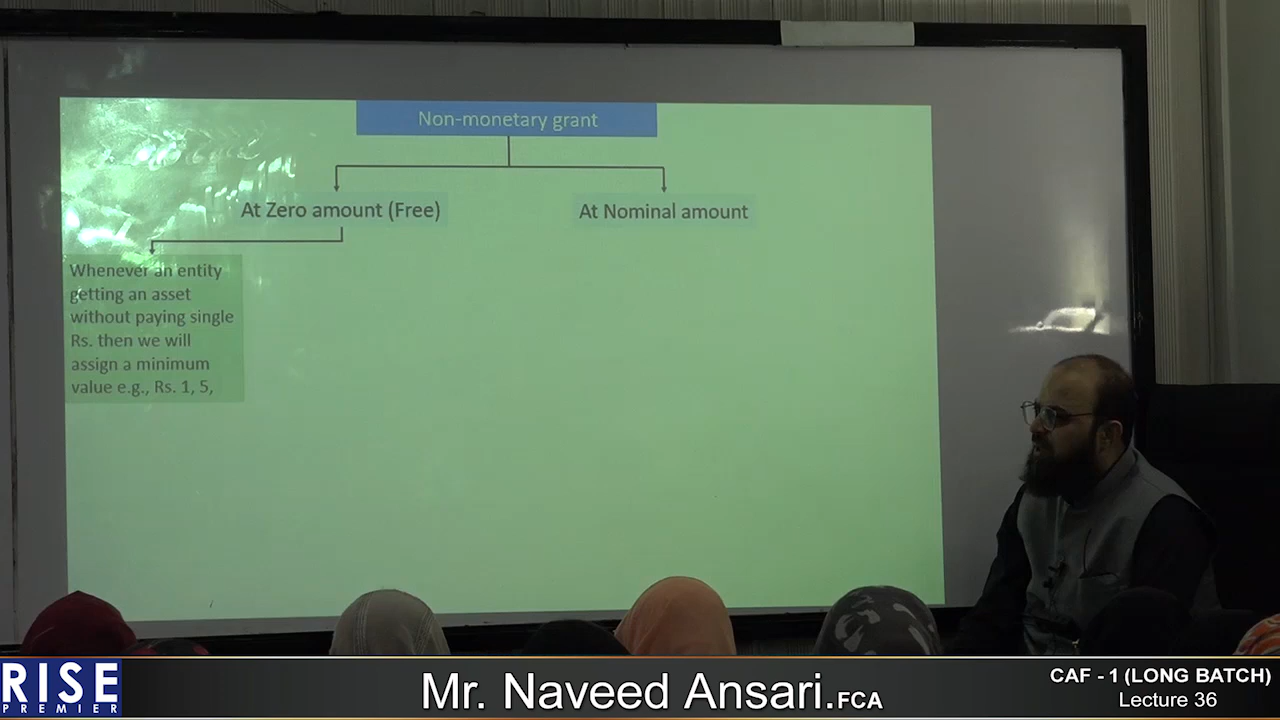 Non-monetary grant
At Zero amount (Free)
At Nominal amount
Whenever an entity
getting an asset
without paying single
Rs. then we will
assign a minimum
value e.g., Rs. 1, 5,
RISE
PREMIER
Mr. Naveed Ansari.FCA
CAF - 1 (LONG BATCH)
Lecture 36